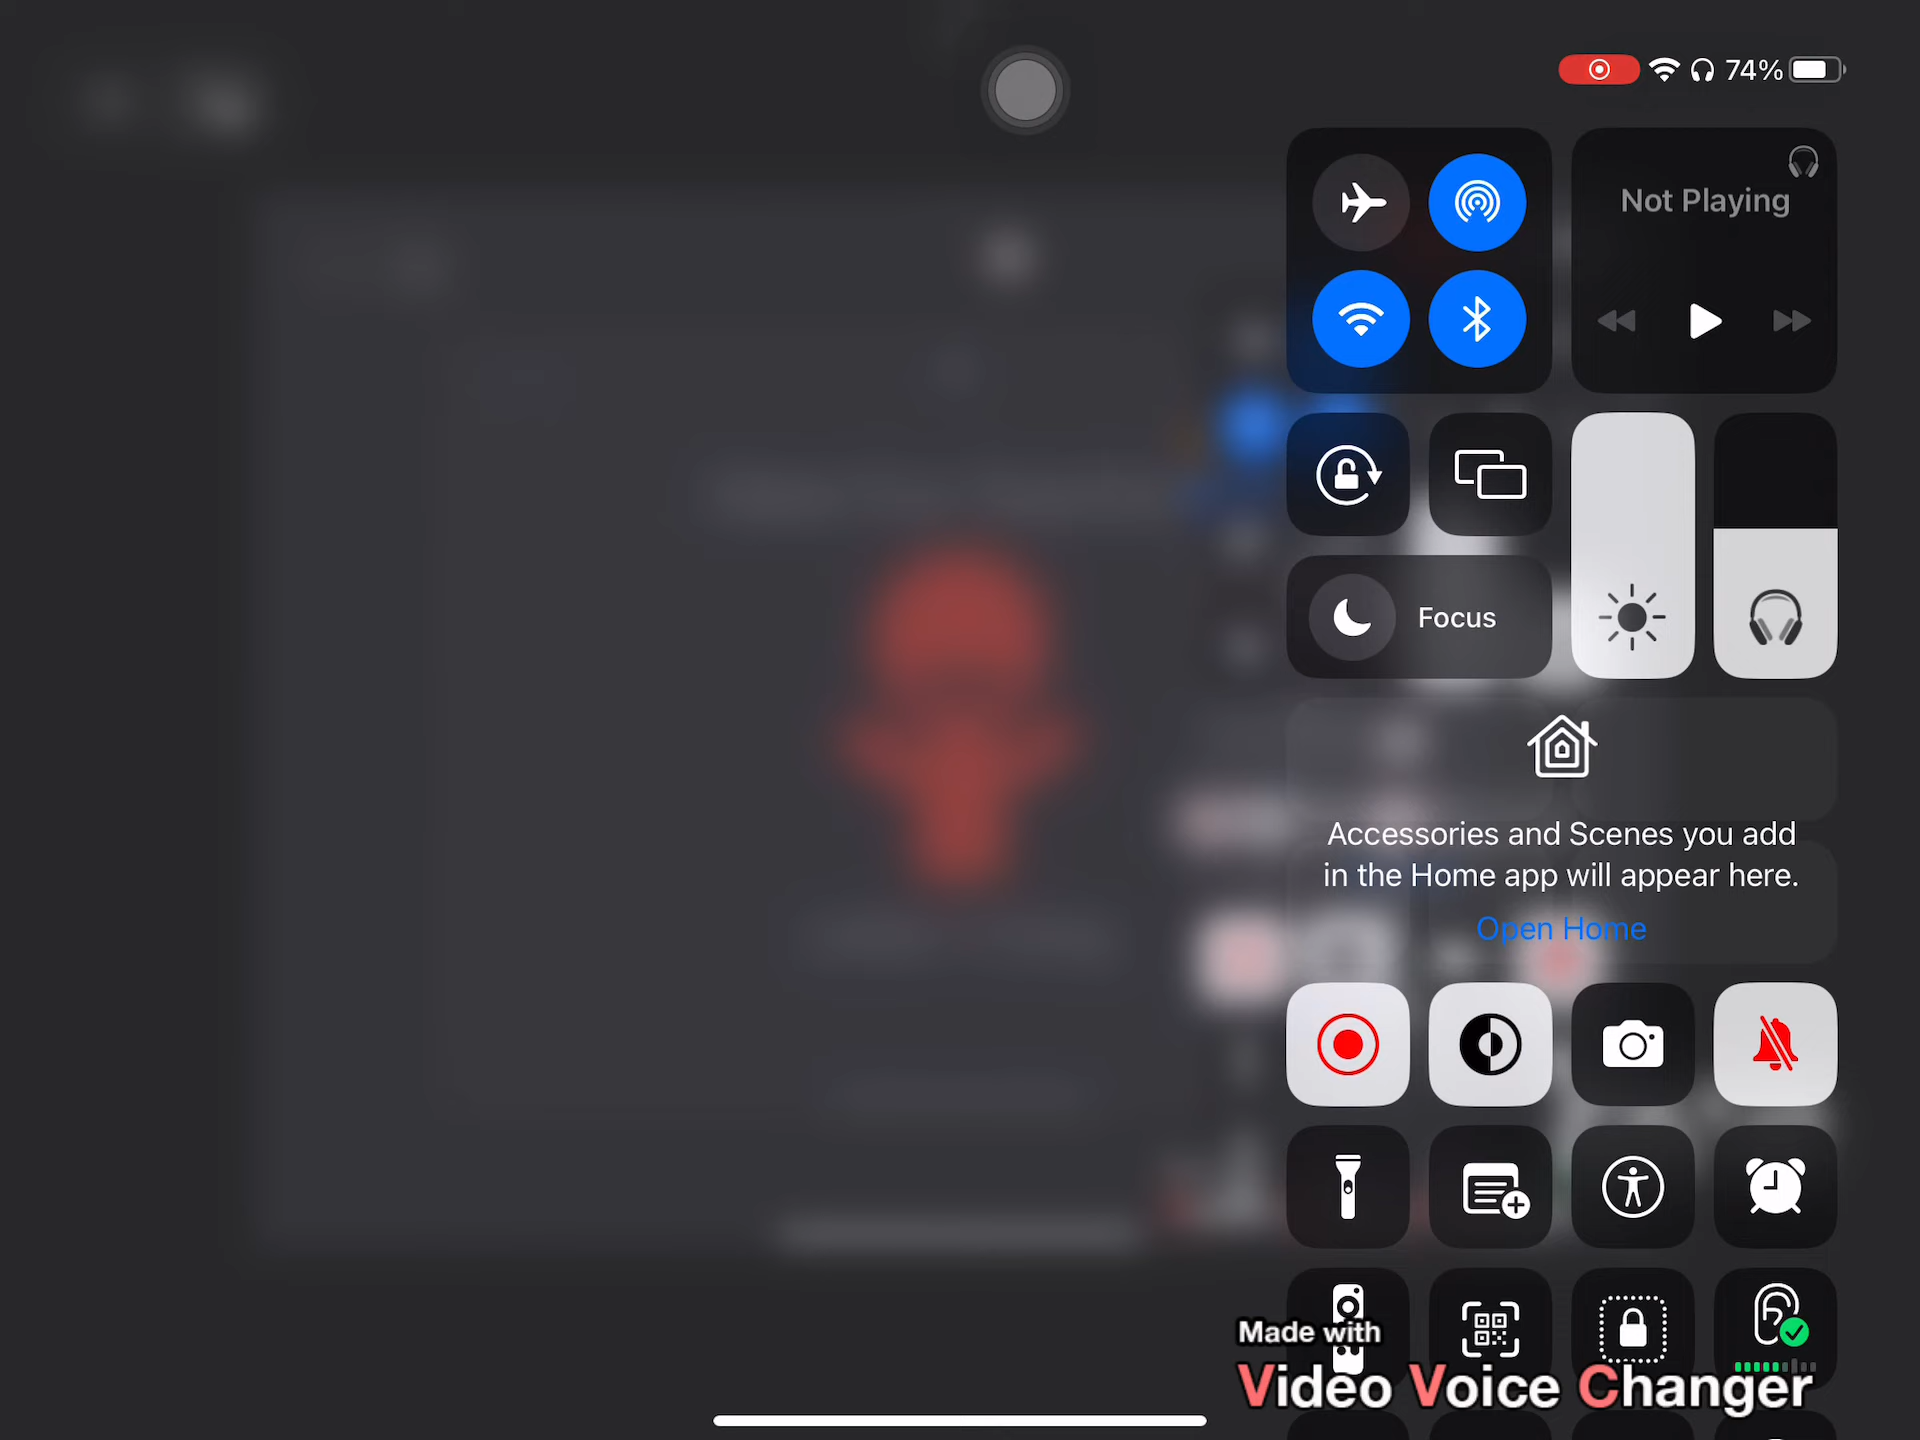 74%
Not Playing
Focus
Accessories and Scenes you add
in the Home app will appear here.
Open Home
Made with
Video Voice Changer